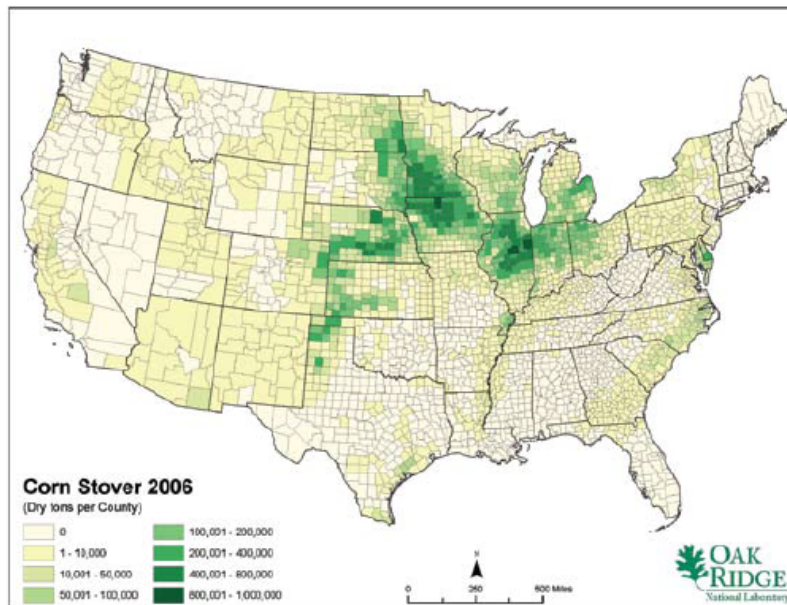 Corn Stover 2006
(Dry tons per County)
0
1 - 10,000
10,001 - 50,000
50,001 - 100,000
100,001 - 200,000
200,001 - 400,000
400,001 - 800,000
800,001 - 1,000,000
N
0 250 500 Miles
OAK
RIDGE
National Laboratory